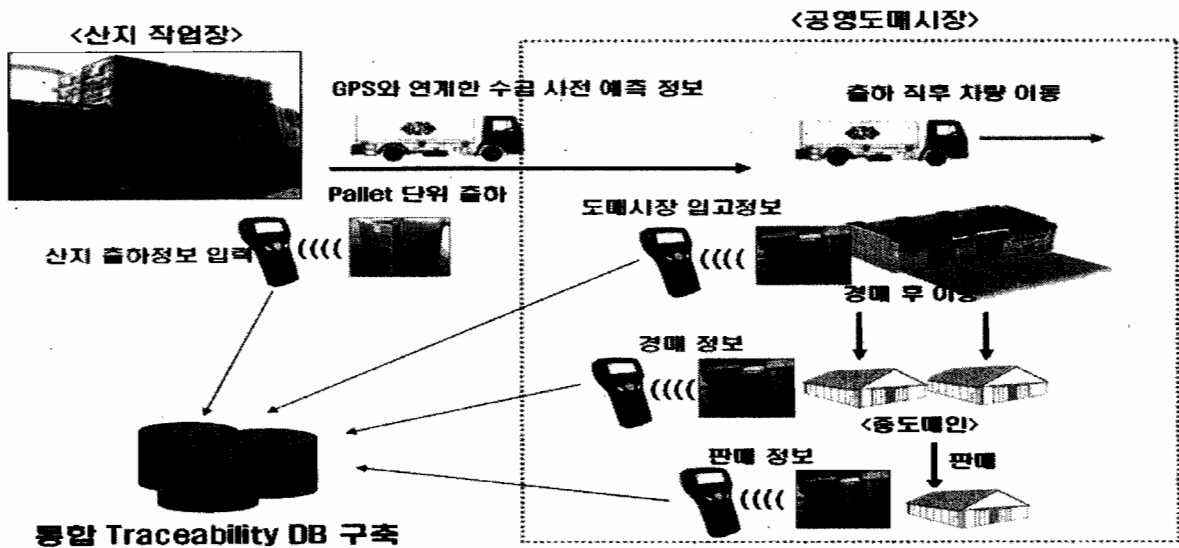 <산지 작업장>
<공영도매시장>
GPS와 연계한 수급 사전 예측 정보
출하 직후 차량 이동
Pallet 단위 출하
도매시장 입고정보
산지 출하정보 입력
경매 후 이동
경매 정보
<중도매인>
판매 정보
판매
통합 Traceability DB 구축